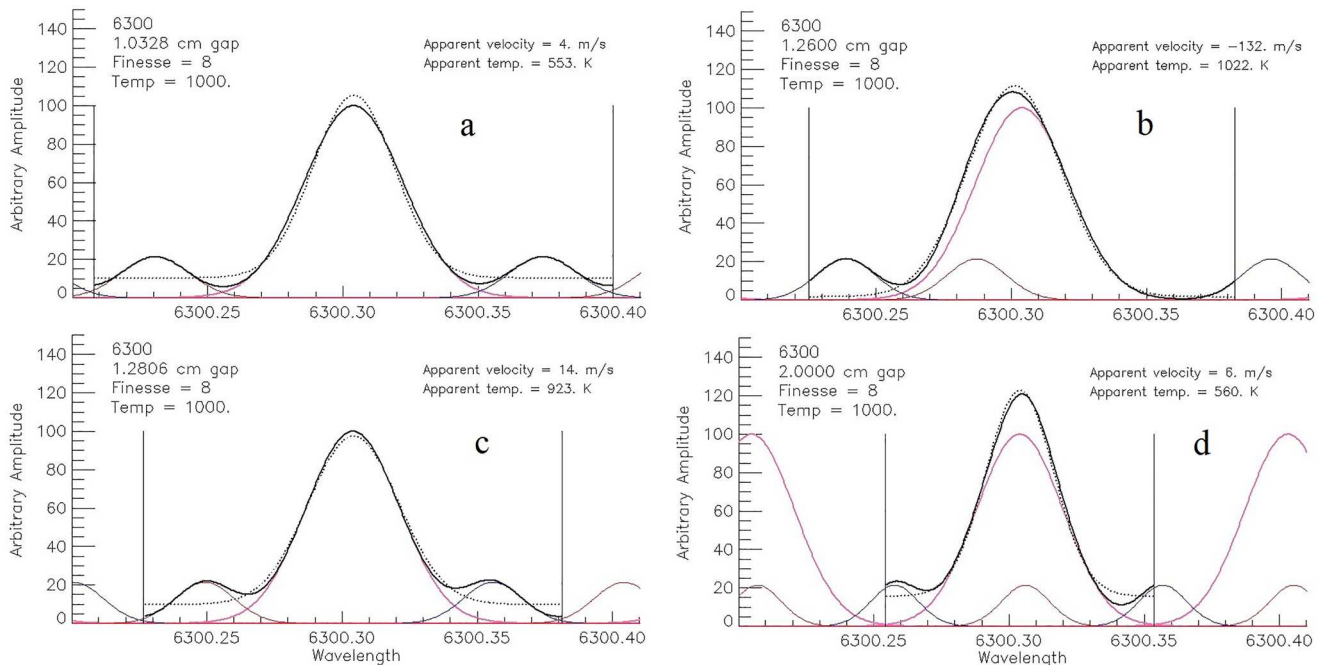 6300
1.0328 cm gap
Finesse = 8
Temp = 1000.
Apparent velocity = 4. m/s
Apparent temp. = 553. K
a
Arbitrary Amplitude
140
120
100
80
60
40
20
0
6300.25
6300.30
6300.35
6300.40
6300
1.2600 cm gap
Finesse = 8
Temp = 1000.
Apparent velocity = −132. m/s
Apparent temp. = 1022. K
b
Arbitrary Amplitude
140
120
100
80
60
40
20
0
6300.25
6300.30
6300.35
6300.40
6300
1.2806 cm gap
Finesse = 8
Temp = 1000.
Apparent velocity = 14. m/s
Apparent temp. = 923. K
c
Arbitrary Amplitude
140
120
100
80
60
40
20
0
6300.25
6300.30
6300.35
6300.40
Wavelength
6300
2.0000 cm gap
Finesse = 8
Temp = 1000.
Apparent velocity = 6. m/s
Apparent temp. = 560. K
d
Arbitrary Amplitude
140
120
100
80
60
40
20
0
6300.25
6300.30
6300.35
6300.40
Wavelength